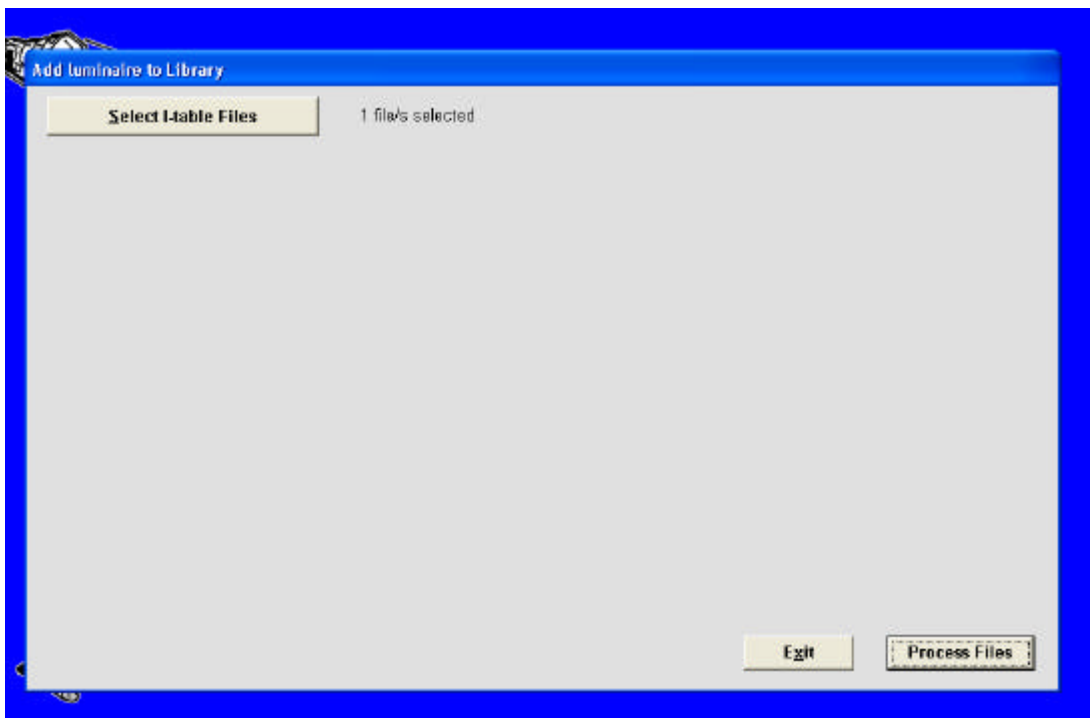 Add luminaire to Library
Select I-table Files
1 file/s selected
Exit
Process Files